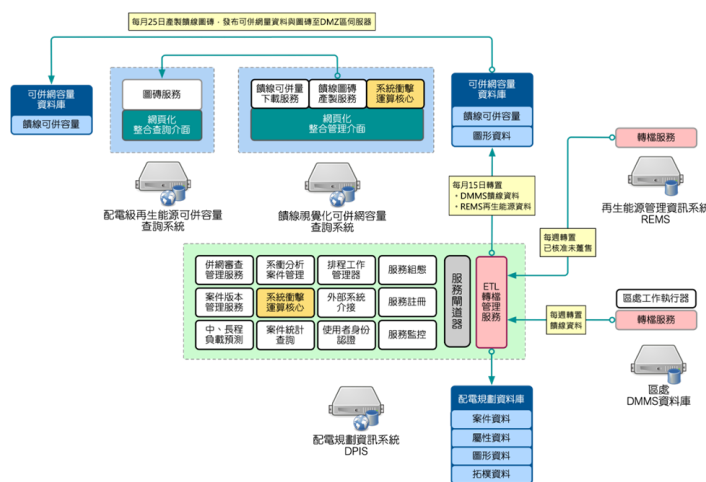 每月25日產製饋線圖磚，發布可併網量資料與圖磚至DMZ區伺服器
可併網容量
資料庫
饋線可併容量
圖磚服務
網頁化
整合查詢介面
饋線可併量
下載服務
饋線圖磚
產製服務
系統衝擊
運算核心
網頁化
整合管理介面
可併網容量
資料庫
饋線可併容量
圖形資料
轉檔服務
配電級再生能源可併容量
查詢系統
饋線視覺化可併網容量
查詢系統
每月15日轉置
・DMMS饋線資料
・REMS再生能源資料
再生能源管理資訊系統
REMS
每週轉置
已核准未躉售
併網審查
管理服務
系衝分析
案件管理
排程工作
管理器
服務組態
案件版本
管理服務
系統衝擊
運算核心
外部系統
介接
服務註冊
中、長程
負載預測
案件統計
查詢
使用者身份
認證
服務監控
服務閘道器
ETL
轉檔
管理
服務
每週轉置
饋線資料
區處工作執行器
轉檔服務
區處
DMMS資料庫
配電規劃資訊系統
DPIS
配電規劃資料庫
案件資料
屬性資料
圖形資料
拓樸資料